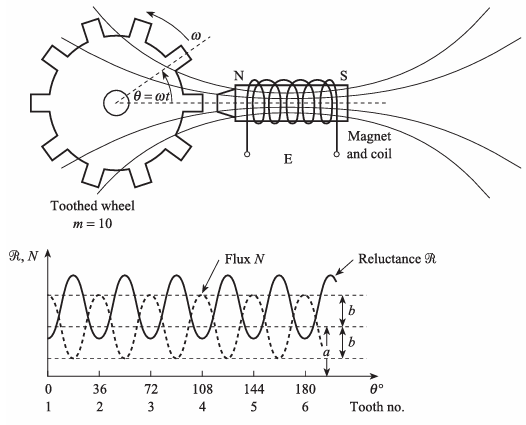 ω
N
S
θ = ωt
Magnet
and coil
E
Toothed wheel
m = 10
ℛ, N
Flux N
Reluctance ℛ
b
b
a
0 36 72 108 144 180 θ°
1 2 3 4 5 6 Tooth no.